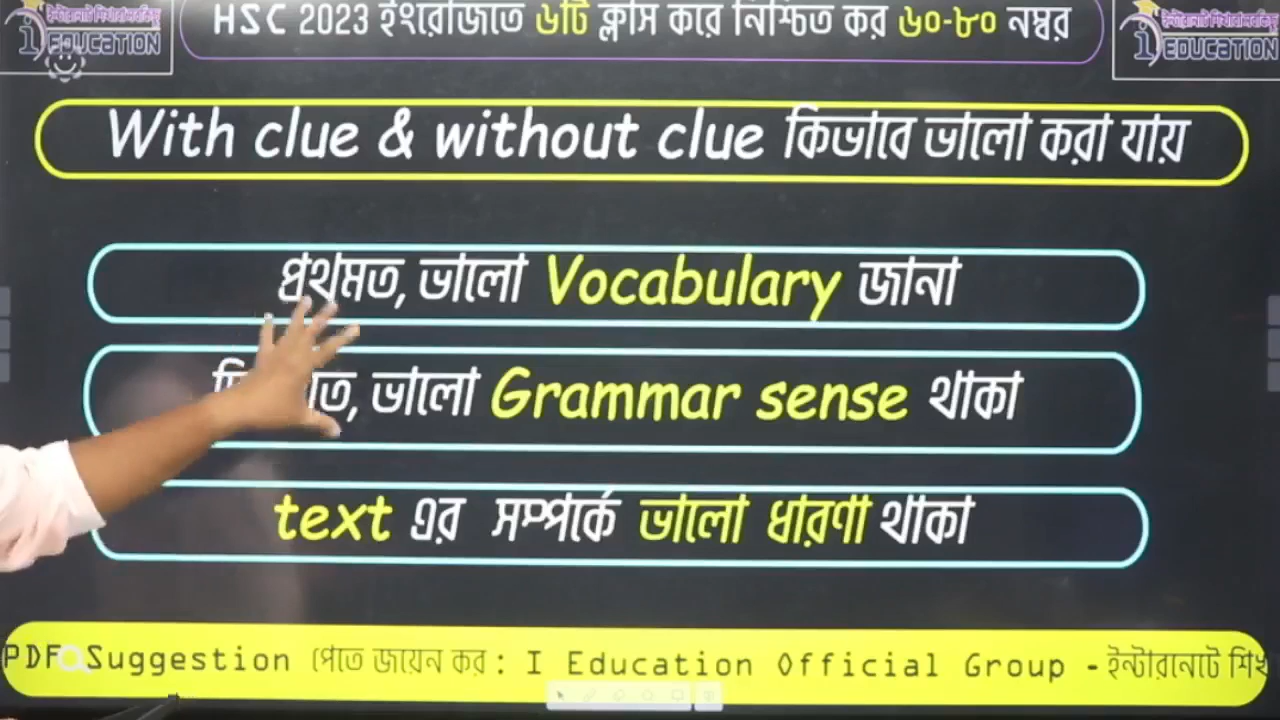 HSC 2023 ইংরেজিতে ৬টি ক্লাস করে নিশ্চিত কর ৬০-৮০ নম্বর
EDUCATION
EDUCATION
With clue & without clue কিভাবে ভালো করা যায়
প্রথমত, ভালো Vocabulary জানা
ভালো Grammar sense থাকা
text এর সম্পর্কে ভালো ধারণা থাকা
PDF Suggestion পেতে জয়েন কর : I Education Official Group - ইন্টারনেটে